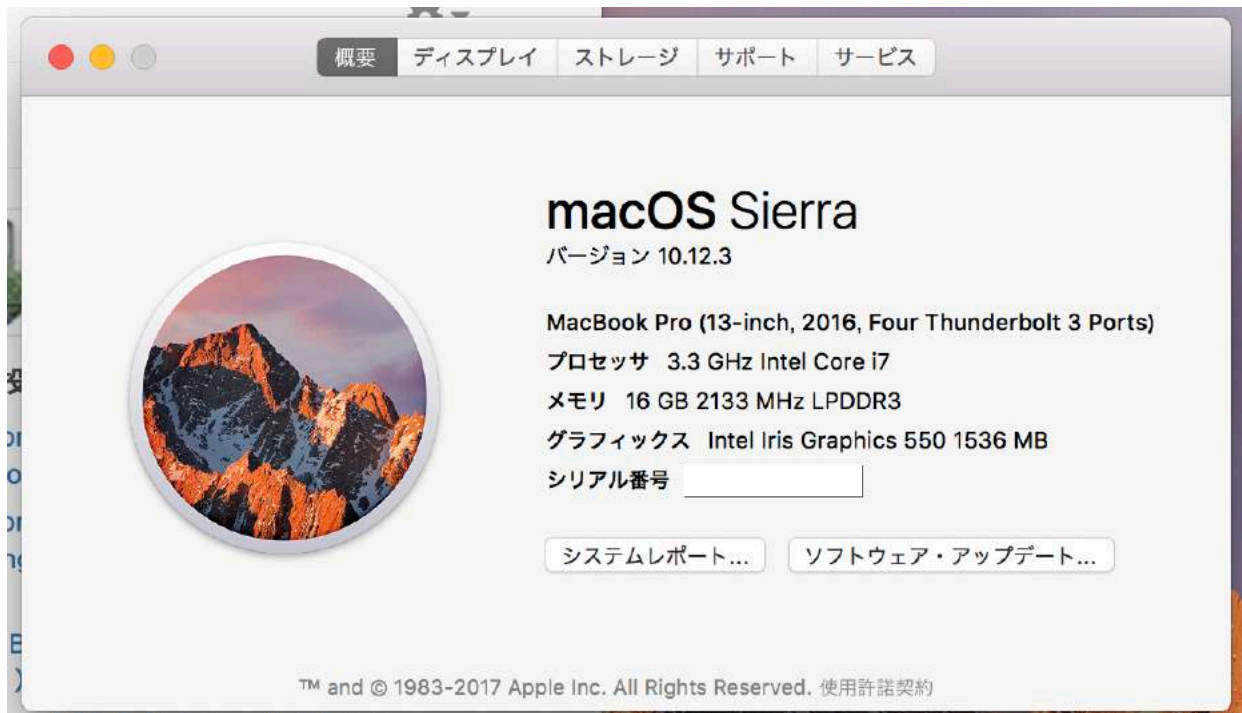 概要 ディスプレイ ストレージ サポート サービス
macOS Sierra
バージョン 10.12.3
MacBook Pro (13-inch, 2016, Four Thunderbolt 3 Ports)
プロセッサ 3.3 GHz Intel Core i7
メモリ 16 GB 2133 MHz LPDDR3
グラフィックス Intel Iris Graphics 550 1536 MB
シリアル番号
システムレポート... ソフトウェア・アップデート...
™ and © 1983-2017 Apple Inc. All Rights Reserved. 使用許諾契約